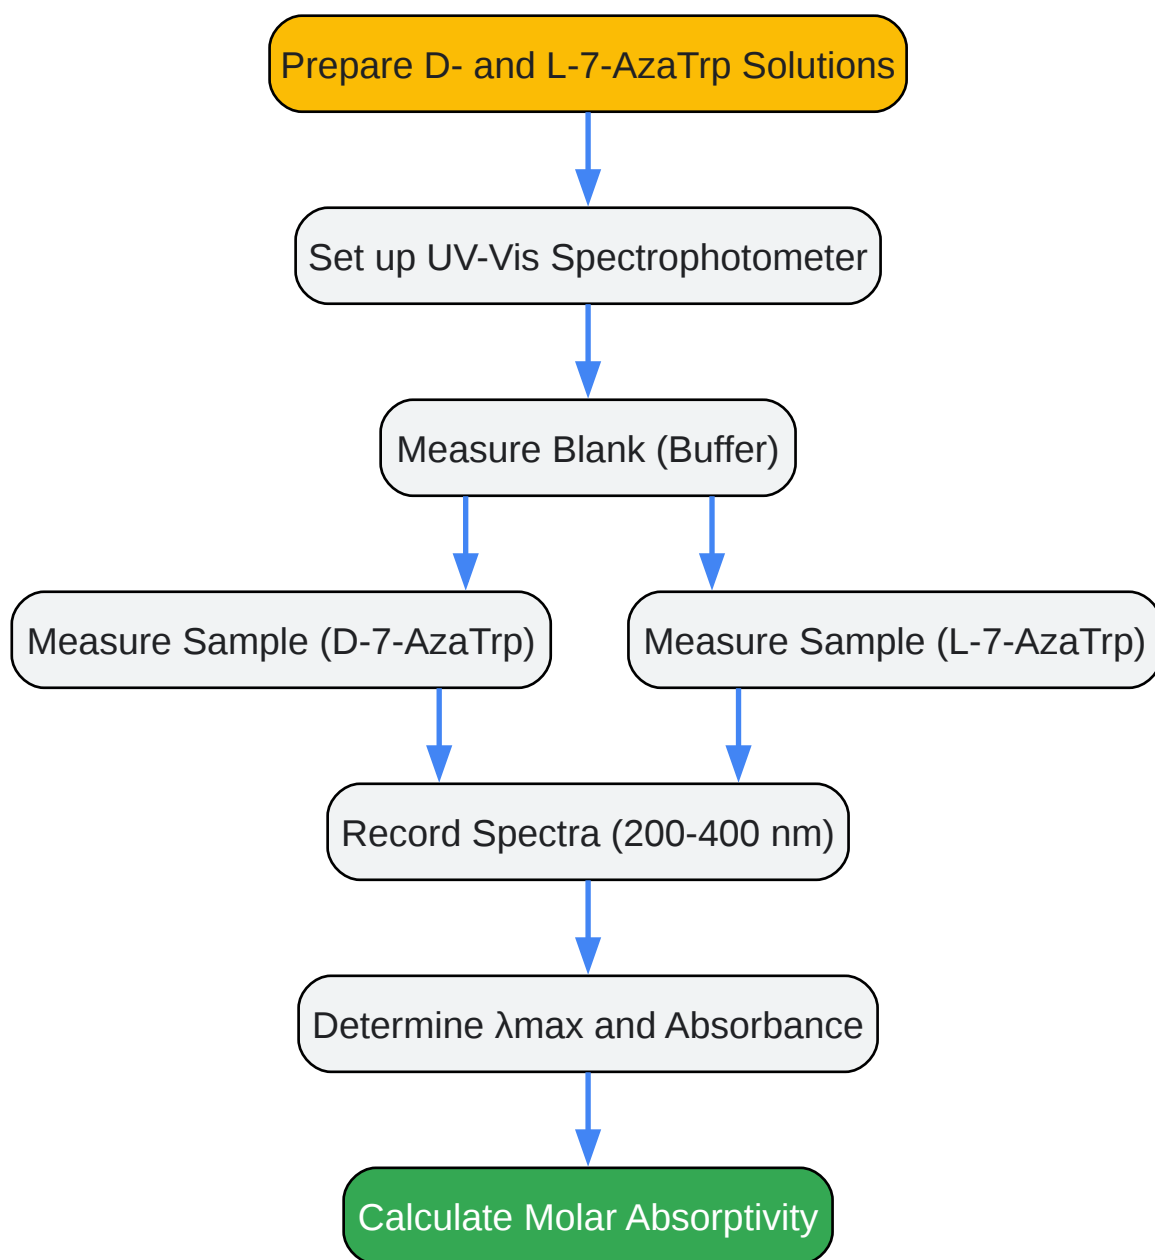 Prepare D- and L-7-AzaTrp Solutions
Set up UV-Vis Spectrophotometer
Measure Blank (Buffer)
Measure Sample (D-7-AzaTrp)
Measure Sample (L-7-AzaTrp)
Record Spectra (200-400 nm)
Determine λmax and Absorbance
Calculate Molar Absorptivity